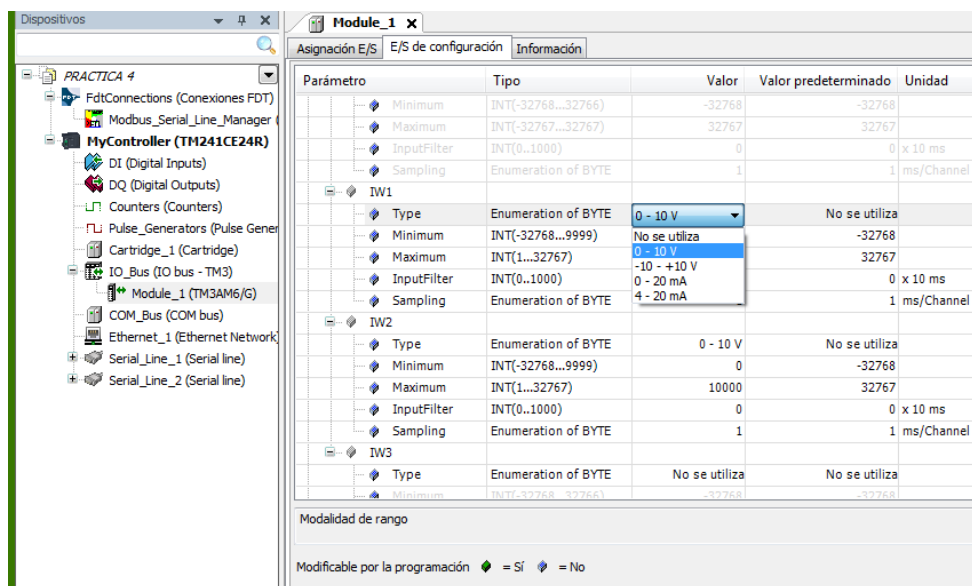 Dispositivos
PRACTICA 4
FdtConnections (Conexiones FDT)
Modbus_Serial_Line_Manager (
MyController (TM241CE24R)
DI (Digital Inputs)
DQ (Digital Outputs)
Counters (Counters)
Pulse_Generators (Pulse Gener
Cartridge_1 (Cartridge)
IO_Bus (IO bus - TM3)
Module_1 (TM3AM6/G)
COM_Bus (COM bus)
Ethernet_1 (Ethernet Network
Serial_Line_1 (Serial line)
Serial_Line_2 (Serial line)
Module_1 X
Asignación E/S E/S de configuración Información
Parámetro Tipo Valor Valor predeterminado Unidad
Minimum INT(-32768...32766) -32768 -32768
Maximum INT(-32767...32767) 32767 32767
InputFilter INT(0..1000) 0 0 x 10 ms
Sampling Enumeration of BYTE 1 1 ms/Channel
IW1
Type Enumeration of BYTE 0 - 10 V No se utiliza
Minimum INT(-32768...9999) No se utiliza -32768
0 - 10 V
Maximum INT(1...32767) -10 - +10 V 32767
InputFilter INT(0..1000) 0 - 20 mA 0 x 10 ms
Sampling Enumeration of BYTE 4 - 20 mA 1 ms/Channel
IW2
Type Enumeration of BYTE 0 - 10 V No se utiliza
Minimum INT(-32768...9999) 0 -32768
Maximum INT(1...32767) 10000 32767
InputFilter INT(0..1000) 0 0 x 10 ms
Sampling Enumeration of BYTE 1 1 ms/Channel
IW3
Type Enumeration of BYTE No se utiliza No se utiliza
Minimum INT(-32768...32766) -32768 -32768
Modalidad de rango
Modificable por la programación = Sí = No